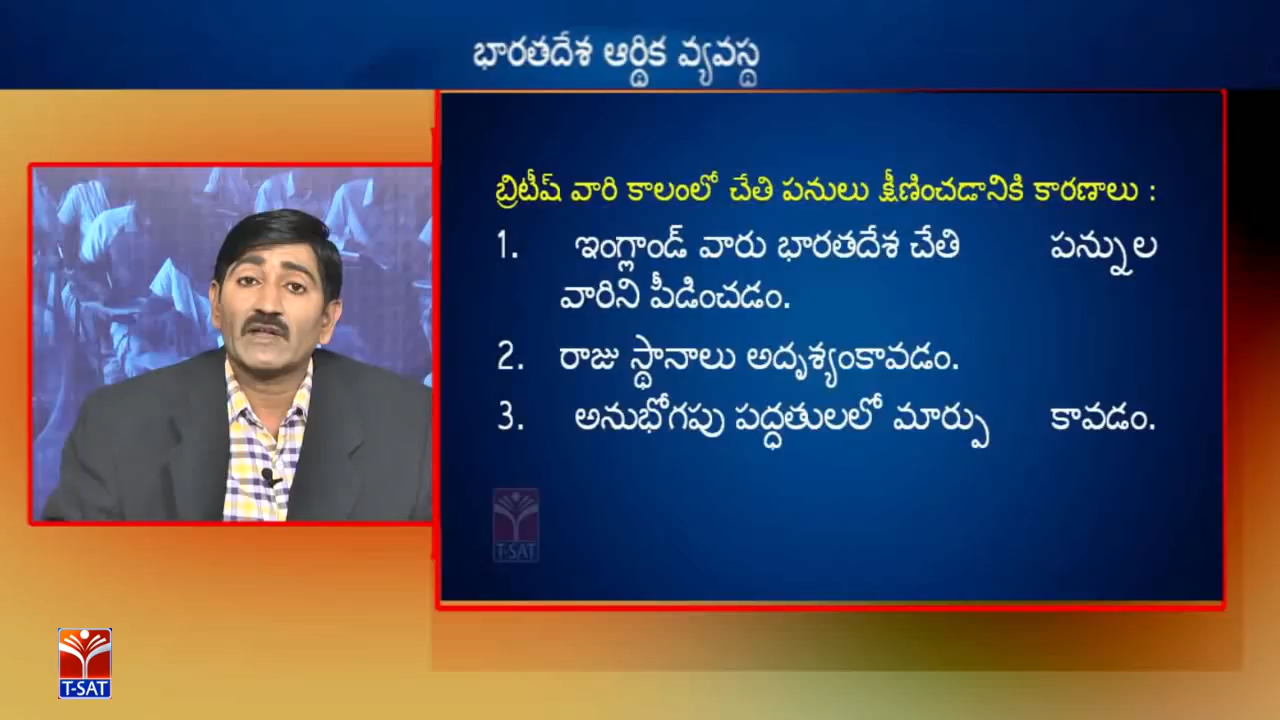 భారతదేశ ఆర్థిక వ్యవస్థ
బ్రిటీష్ వారి కాలంలో చేతి పనులు క్షీణించడానికి కారణాలు :
1. ఇంగ్లాండ్ వారు భారతదేశ చేతి పన్నుల
వారిని పీడించడం.
2. రాజు స్థానాలు అదృశ్యంకావడం.
3. అనుభోగపు పద్ధతులలో మార్పు కావడం.
T-SAT
T-SAT